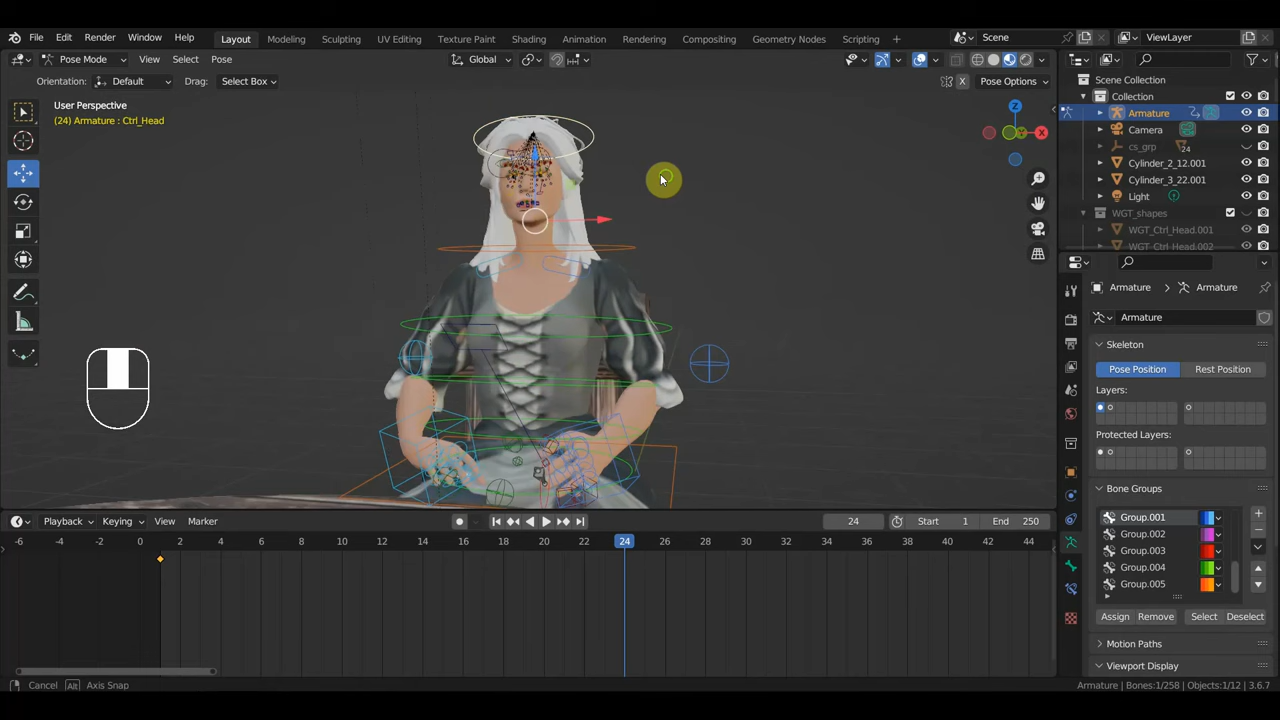 File Edit Render Window Help Layout Modeling Sculpting UV Editing Texture Paint Shading Animation Rendering Compositing Geometry Nodes Scripting + Scene ViewLayer
Pose Mode View Select Pose Global
Orientation: Default Drag: Select Box X Pose Options
User Perspective
(24) Armature : Ctrl_Head
Z
X
Scene Collection
Collection
Armature
Camera
cs_grp 24
Cylinder_2_12.001
Cylinder_3_22.001
Light
WGT_shapes
WGT_Ctrl_Head.001
WGT_Ctrl_Head.002
Armature > Armature
Armature
Skeleton
Pose Position Rest Position
Layers:
Protected Layers:
Bone Groups
Group.001
Group.002
Group.003
Group.004
Group.005
Assign Remove Select Deselect
Motion Paths
Viewport Display
Playback Keying View Marker 24 Start 1 End 250
-6 -4 -2 0 2 4 6 8 10 12 14 16 18 20 22 24 26 28 30 32 34 36 38 40 42 44
Cancel Alt Axis Snap Armature | Bones:1/258 | Objects:1/12 | 3.6.7